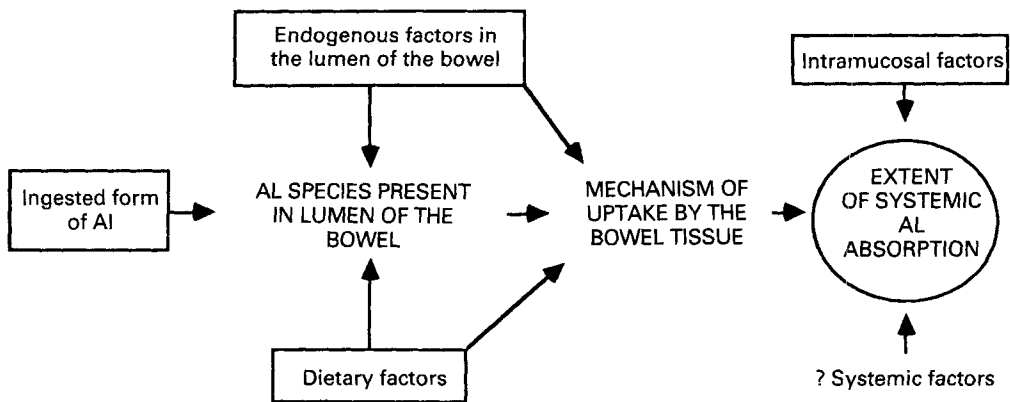 Endogenous factors in
the lumen of the bowel
Intramucosal factors
Ingested form
of Al
AL SPECIES PRESENT
IN LUMEN OF THE
BOWEL
MECHANISM OF
UPTAKE BY THE
BOWEL TISSUE
EXTENT
OF SYSTEMIC
AL
ABSORPTION
Dietary factors
? Systemic factors